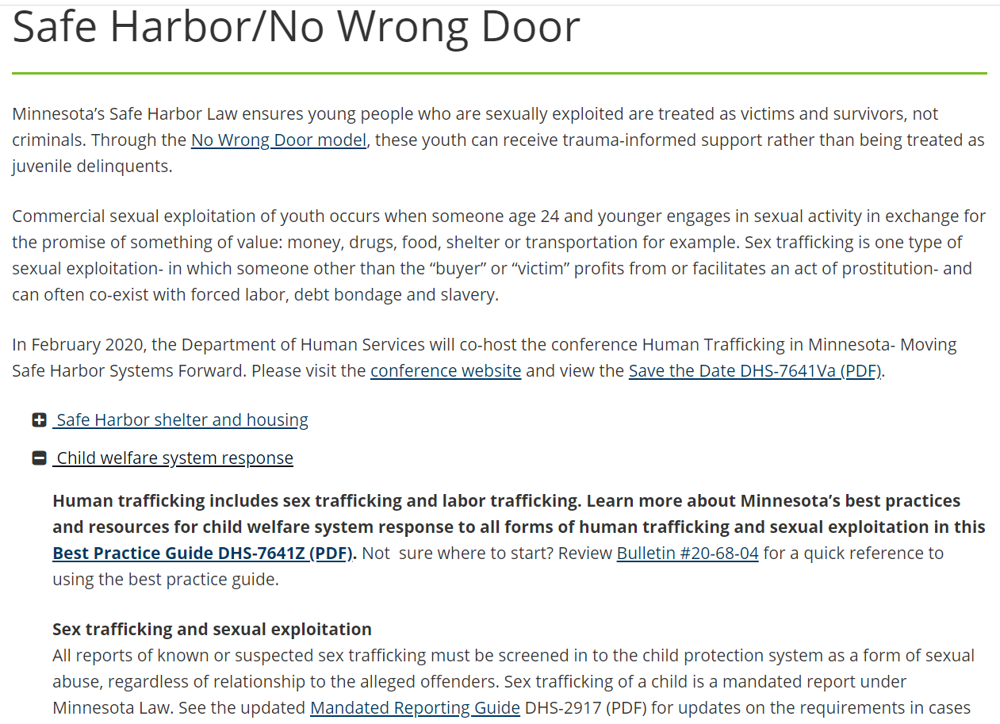 Safe Harbor/No Wrong Door
Minnesota’s Safe Harbor Law ensures young people who are sexually exploited are treated as victims and survivors, not
criminals. Through the No Wrong Door model, these youth can receive trauma-informed support rather than being treated as
juvenile delinquents.
Commercial sexual exploitation of youth occurs when someone age 24 and younger engages in sexual activity in exchange for
the promise of something of value: money, drugs, food, shelter or transportation for example. Sex trafficking is one type of
sexual exploitation- in which someone other than the “buyer” or “victim” profits from or facilitates an act of prostitution- and
can often co-exist with forced labor, debt bondage and slavery.
In February 2020, the Department of Human Services will co-host the conference Human Trafficking in Minnesota- Moving
Safe Harbor Systems Forward. Please visit the conference website and view the Save the Date DHS-7641Va (PDF).
Safe Harbor shelter and housing
Child welfare system response
Human trafficking includes sex trafficking and labor trafficking. Learn more about Minnesota’s best practices
and resources for child welfare system response to all forms of human trafficking and sexual exploitation in this
Best Practice Guide DHS-7641Z (PDF). Not  sure where to start? Review Bulletin #20-68-04 for a quick reference to
using the best practice guide.
Sex trafficking and sexual exploitation
All reports of known or suspected sex trafficking must be screened in to the child protection system as a form of sexual
abuse, regardless of relationship to the alleged offenders. Sex trafficking of a child is a mandated report under
Minnesota Law. See the updated Mandated Reporting Guide DHS-2917 (PDF) for updates on the requirements in cases